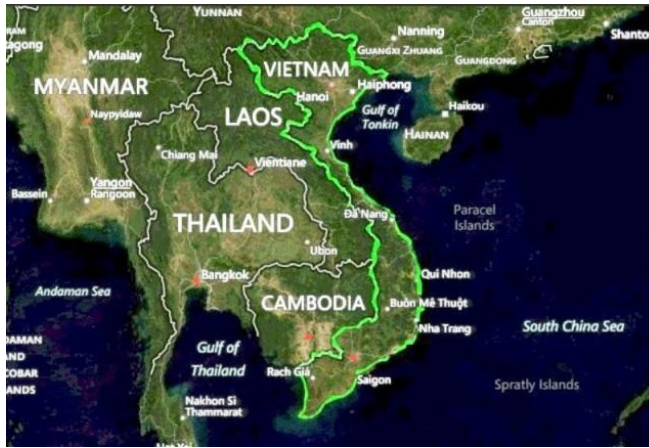 YUNNAN
Guangzhou
Canton
Nanning
GUANGXI ZHUANG
GUANGDONG
Mandalay
MYANMAR
VIETNAM
Hanoi
Haiphong
Gulf of
Tonkin
Haikou
HAINAN
Naypyidaw
LAOS
Chiang Mai
Vinh
Vientiane
Yangon
Rangoon
Bassein
THAILAND
Đà Nang
Paracel
Islands
Ubon
Bangkok
Qui Nhon
Andaman Sea
CAMBODIA
Buôn Mê Thuột
Nha Trang
South China Sea
Gulf of
Thailand
Rach Giá
Saigon
Spratly Islands
Nakhon Si
Thammarat